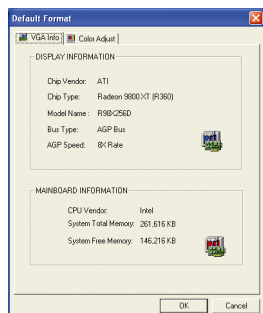 Default Format
VGA Info
Color Adjust
DISPLAY INFORMATION
Chip Vendor: ATI
Chip Type: Radeon 9800 XT (R360)
Model Name : R98X256D
Bus Type: AGP Bus
AGP Speed: 8X Rate
MAINBOARD INFORMATION
CPU Vendor: Intel
System Total Memory: 261,616 KB
System Free Memory: 146,216 KB
OK
Cancel